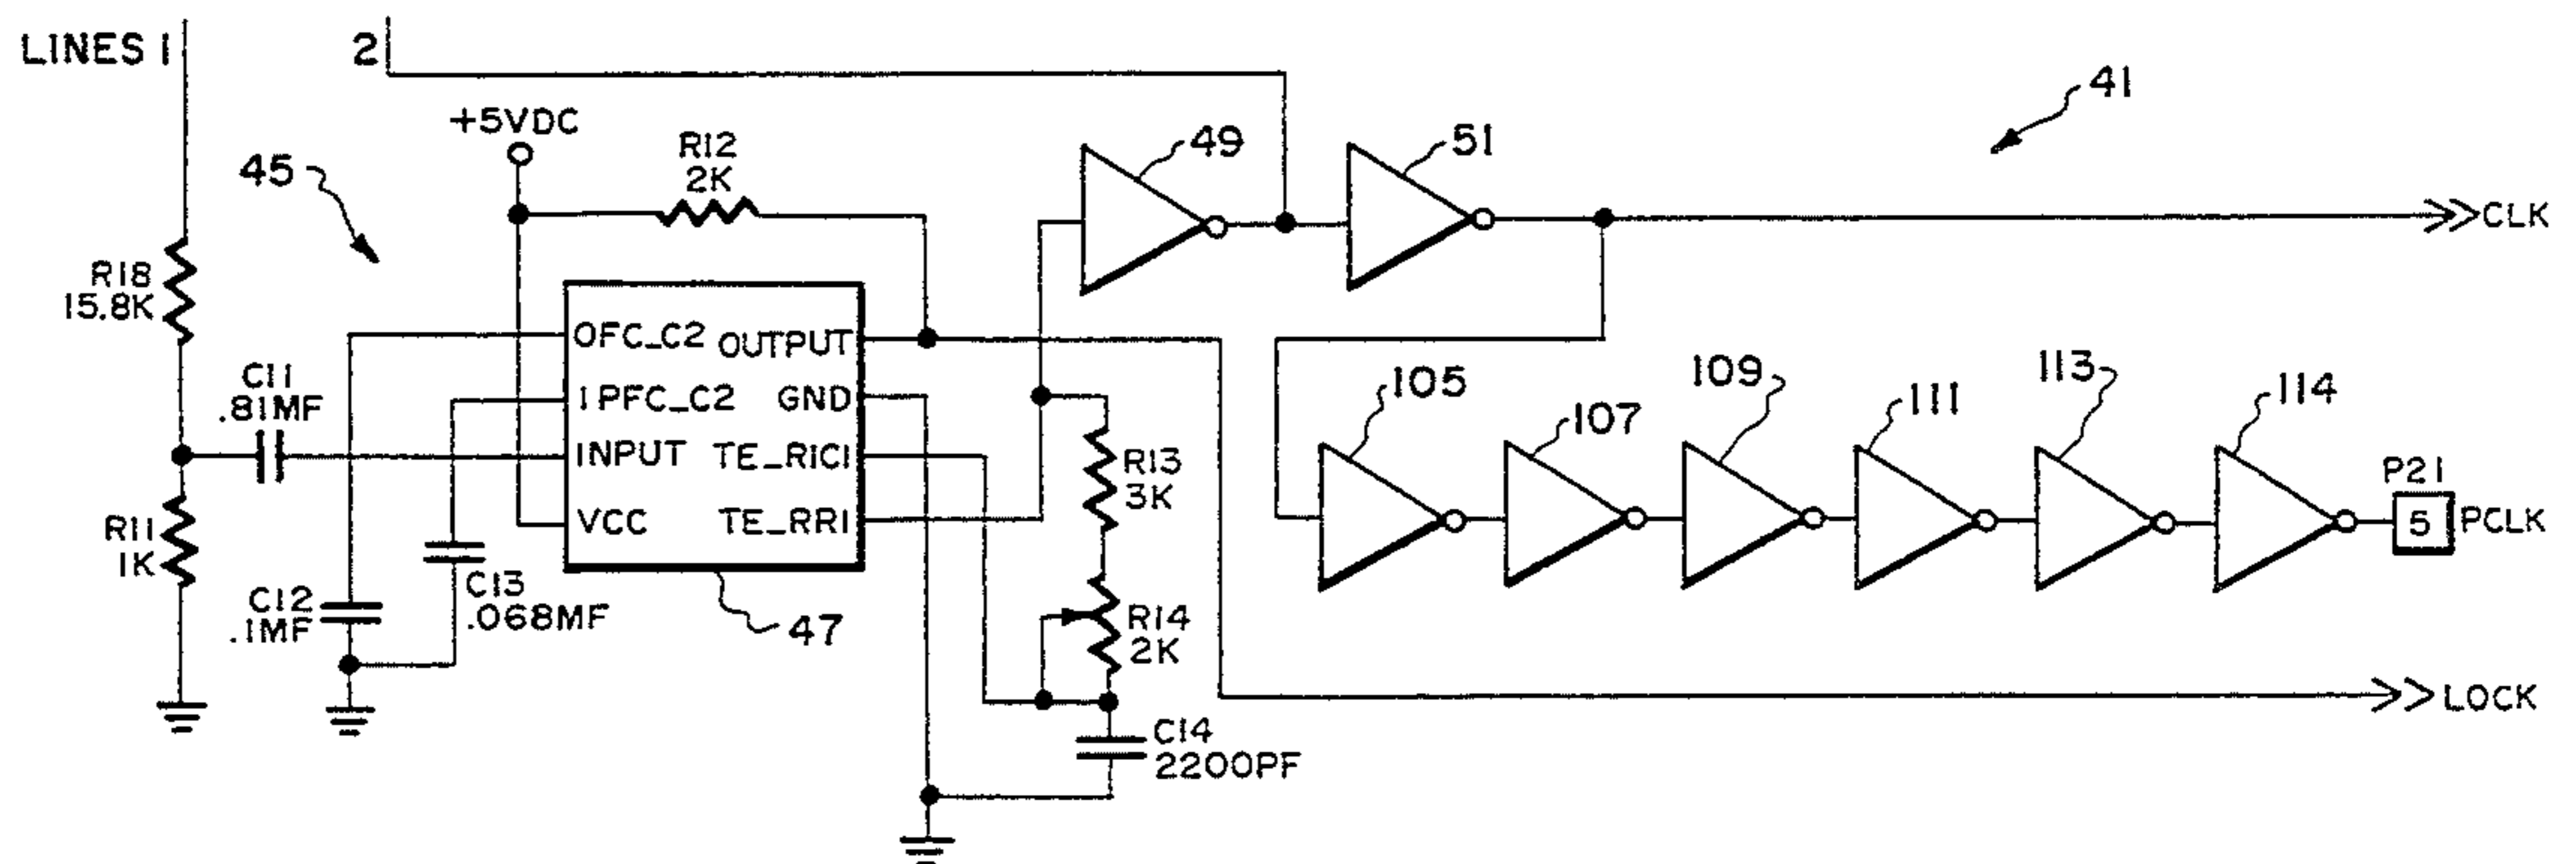 LINES 1
2
41
+5VDC
R12
2K
49
51
45
CLK
R18
15.8K
OFC_C2
OUTPUT
C11
.81MF
1PFC_C2
GND
105
107
109
111
113
114
INPUT
TE_R1C1
R13
3K
P21
5
PCLK
R11
1K
VCC
TE_RR1
C12
.1MF
C13
.068MF
47
R14
2K
LOCK
C14
2200PF